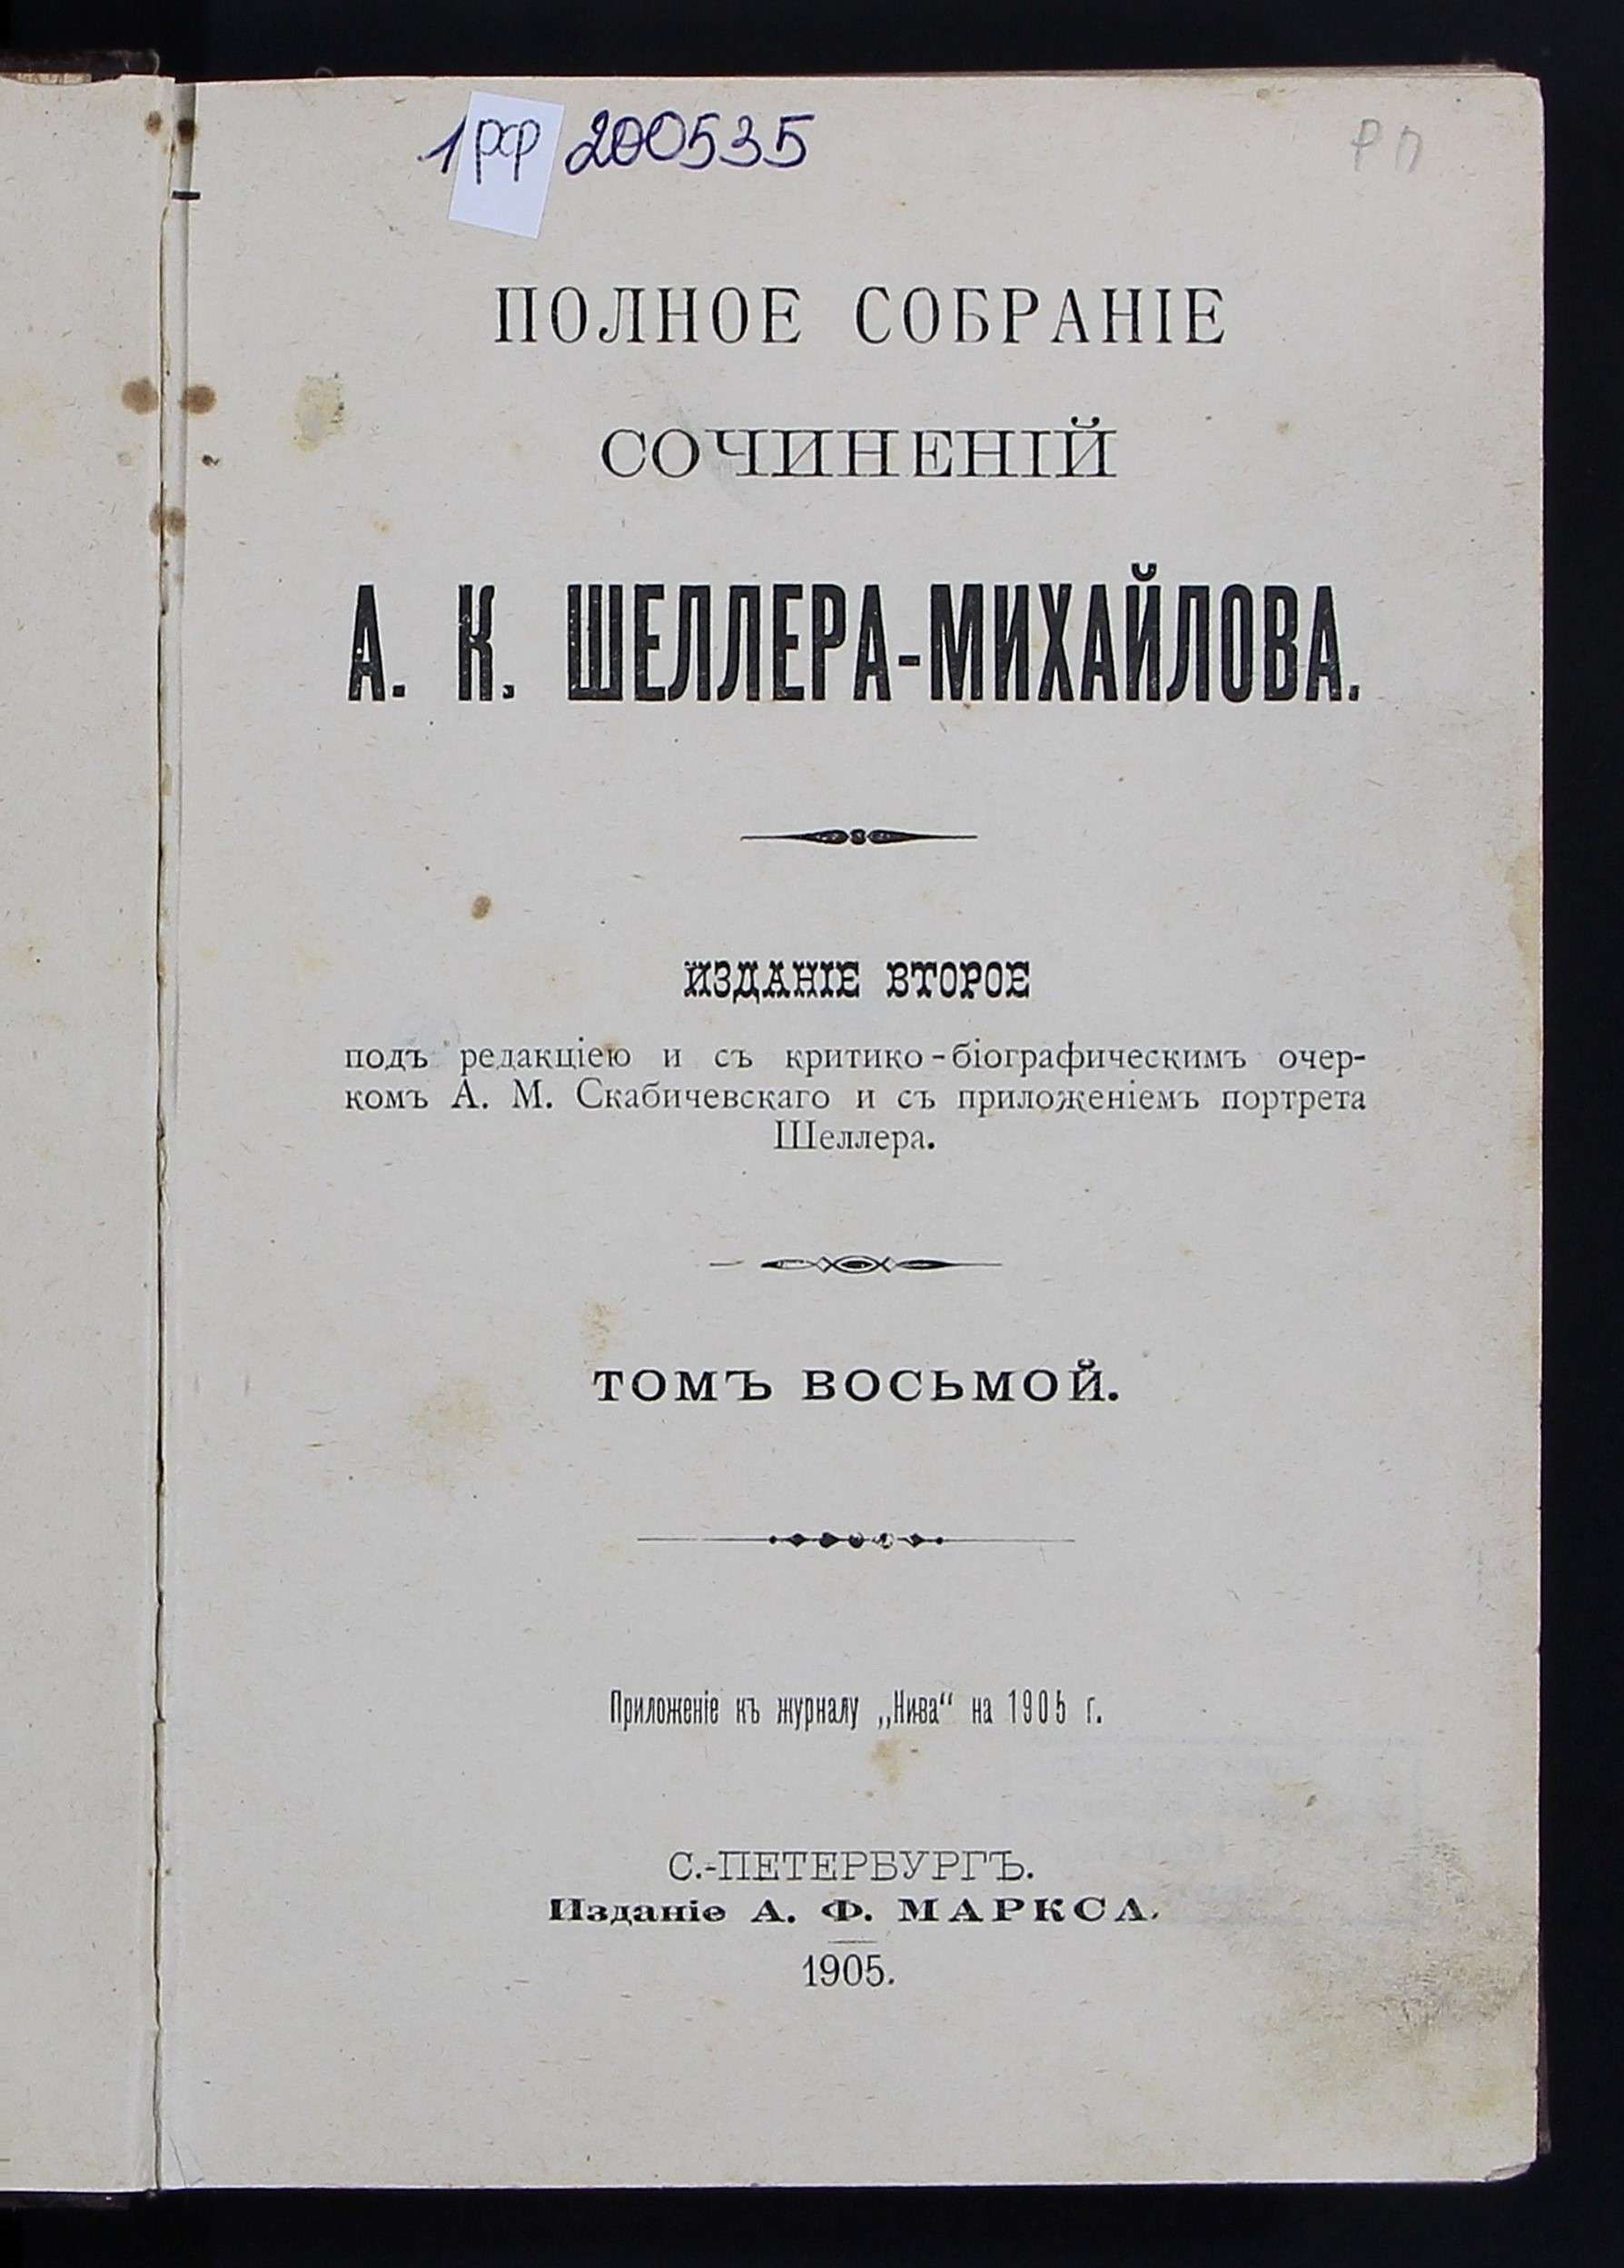 1рф 200535
РП
ПОЛНОЕ СОБРАНІЕ
СОЧИНЕНІЙ
А. К. ШЕЛЛЕРА-МИХАЙЛОВА.
ИЗДАНІЕ ВТОРОЕ
подъ редакціею и съ критико-біографическимъ очер-
комъ А. М. Скабичевскаго и съ приложеніемъ портрета
Шеллера.
ТОМЪ ВОСЬМОЙ.
Приложеніе къ журналу „Нива“ на 1905 г.
С.-ПЕТЕРБУРГЪ.
Изданіе А. Ф. МАРКСА.
1905.